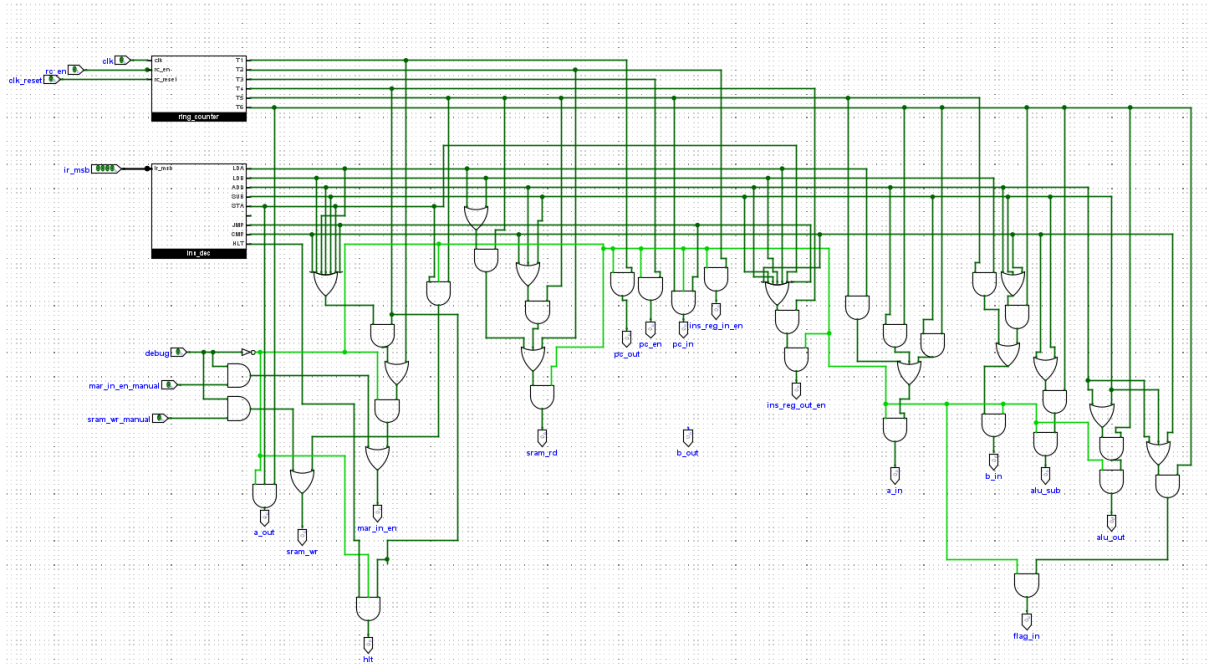 clk
rc_en
clk_reset
clk
rc_en
rc_reset
T1
T2
T3
T4
T5
T6
ring_counter
ir_msb
ir_msb
LDA
LDB
ADD
SUB
STA
JMP
CMP
HLT
ins_dec
debug
mar_in_en_manual
sram_wr_manual
ins_reg_in_en
pc_out
pc_en
pc_in
ins_reg_out_en
sram_rd
b_out
a_in
b_in
alu_sub
alu_out
a_out
sram_wr
mar_in_en
flag_in
hlt